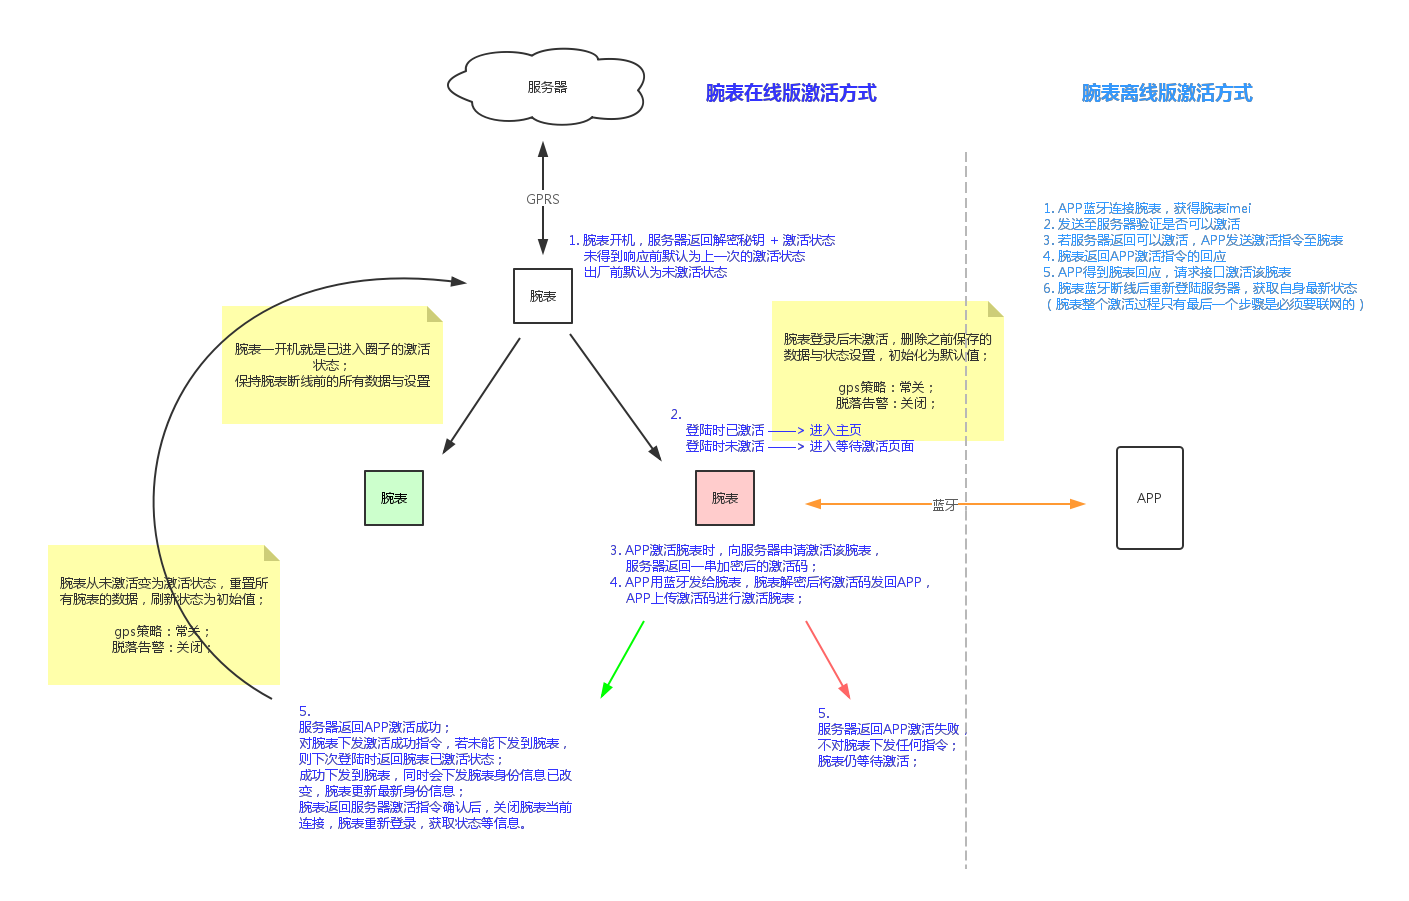 服务器
腕表在线版激活方式
腕表离线版激活方式
GPRS
1. APP蓝牙连接腕表，获得腕表imei
2. 发送至服务器验证是否可以激活
3. 若服务器返回可以激活，APP发送激活指令至腕表
4. 腕表返回APP激活指令的回应
5. APP得到腕表回应，请求接口激活该腕表
6. 腕表蓝牙断线后重新登陆服务器，获取自身最新状态
（腕表整个激活过程只有最后一个步骤是必须要联网的）
1. 腕表开机，服务器返回解密秘钥 + 激活状态
未得到响应前默认为上一次的激活状态
出厂前默认为未激活状态
腕表
腕表一开机就是已进入圈子的激活
状态；
保持腕表断线前的所有数据与设置
腕表登录后未激活，删除之前保存的
数据与状态设置，初始化为默认值；
gps策略：常关；
脱落告警：关闭；
2.
登陆时已激活 ——> 进入主页
登陆时未激活 ——> 进入等待激活页面
腕表
腕表
蓝牙
APP
3. APP激活腕表时，向服务器申请激活该腕表，
服务器返回一串加密后的激活码；
4. APP用蓝牙发给腕表，腕表解密后将激活码发回APP，
APP上传激活码进行激活腕表；
腕表从未激活变为激活状态，重置所
有腕表的数据，刷新状态为初始值；
gps策略：常关；
脱落告警：关闭；
5.
服务器返回APP激活成功；
对腕表下发激活成功指令，若未能下发到腕表，
则下次登陆时返回腕表已激活状态；
成功下发到腕表，同时会下发腕表身份信息已改
变，腕表更新最新身份信息；
腕表返回服务器激活指令确认后，关闭腕表当前
连接，腕表重新登录，获取状态等信息。
5.
服务器返回APP激活失败，
不对腕表下发任何指令；
腕表仍等待激活；